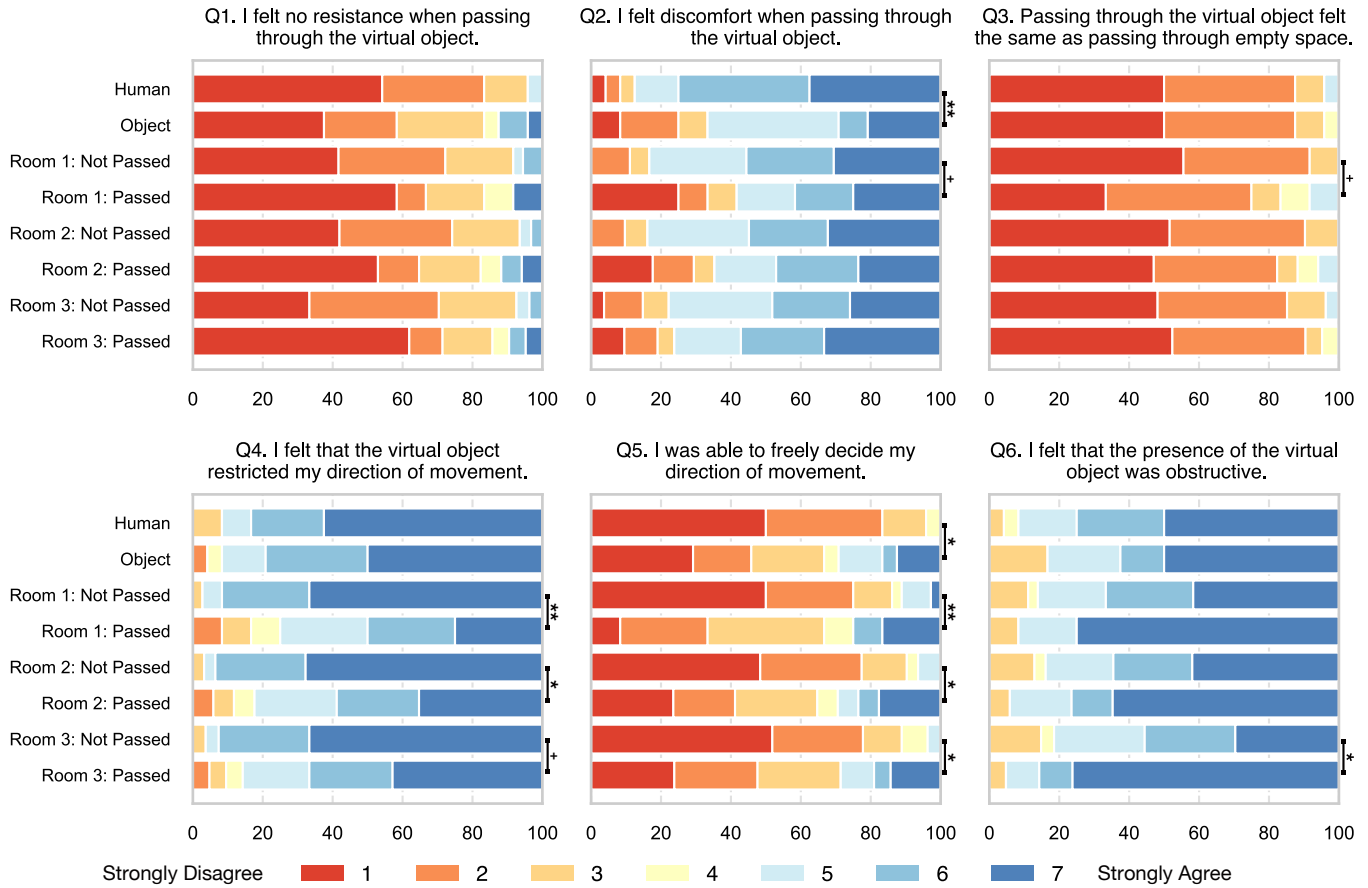 Q1. I felt no resistance when passing
through the virtual object.
Q2. I felt discomfort when passing through
the virtual object.
Q3. Passing through the virtual object felt
the same as passing through empty space.
Human
Object
Room 1: Not Passed
Room 1: Passed
Room 2: Not Passed
Room 2: Passed
Room 3: Not Passed
Room 3: Passed
**
+
+
0 20 40 60 80 100
0 20 40 60 80 100
0 20 40 60 80 100
Q4. I felt that the virtual object
restricted my direction of movement.
Q5. I was able to freely decide my
direction of movement.
Q6. I felt that the presence of the virtual
object was obstructive.
Human
Object
Room 1: Not Passed
Room 1: Passed
Room 2: Not Passed
Room 2: Passed
Room 3: Not Passed
Room 3: Passed
**
*
+
*
**
*
*
*
0 20 40 60 80 100
0 20 40 60 80 100
0 20 40 60 80 100
Strongly Disagree 1 2 3 4 5 6 7 Strongly Agree